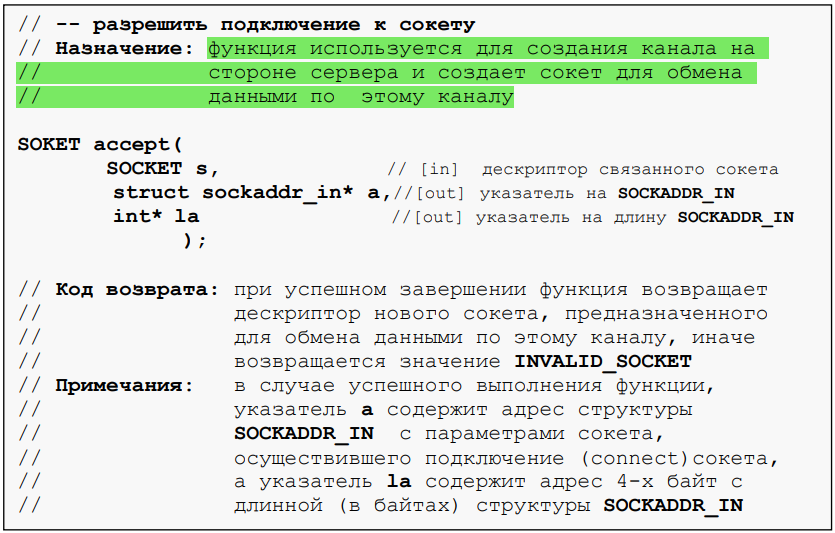 // -- разрешить подключение к сокету
// Назначение: функция используется для создания канала на
// стороне сервера и создает сокет для обмена
// данными по этому каналу
SOKET accept(
SOCKET s, // [in] дескриптор связанного сокета
struct sockaddr_in* a,//[out] указатель на SOCKADDR_IN
int* la //[out] указатель на длину SOCKADDR_IN
);
// Код возврата: при успешном завершении функция возвращает
// дескриптор нового сокета, предназначенного
// для обмена данными по этому каналу, иначе
// возвращается значение INVALID_SOCKET
// Примечания: в случае успешного выполнения функции,
// указатель a содержит адрес структуры
// SOCKADDR_IN с параметрами сокета,
// осуществившего подключение (connect)сокета,
// а указатель la содержит адрес 4-х байт с
// длинной (в байтах) структуры SOCKADDR_IN